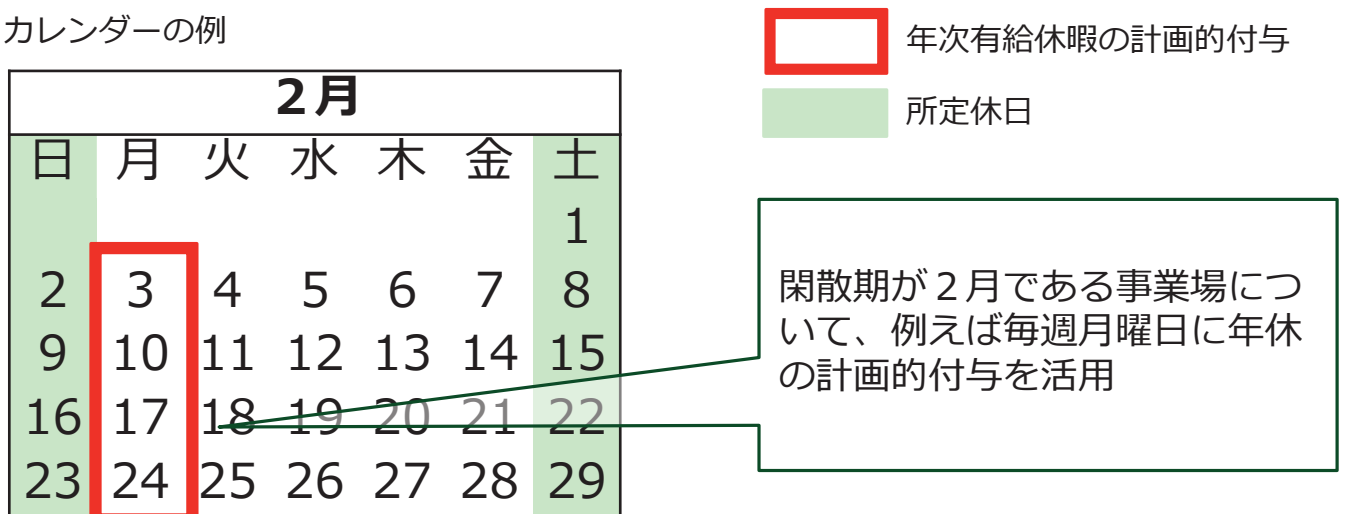 カレンダーの例
年次有給休暇の計画的付与
所定休日
２月
日 月 火 水 木 金 土
1
2 3 4 5 6 7 8
9 10 11 12 13 14 15
16 17 18 19 20 21 22
23 24 25 26 27 28 29
閑散期が２月である事業場につ
いて、例えば毎週月曜日に年休
の計画的付与を活用